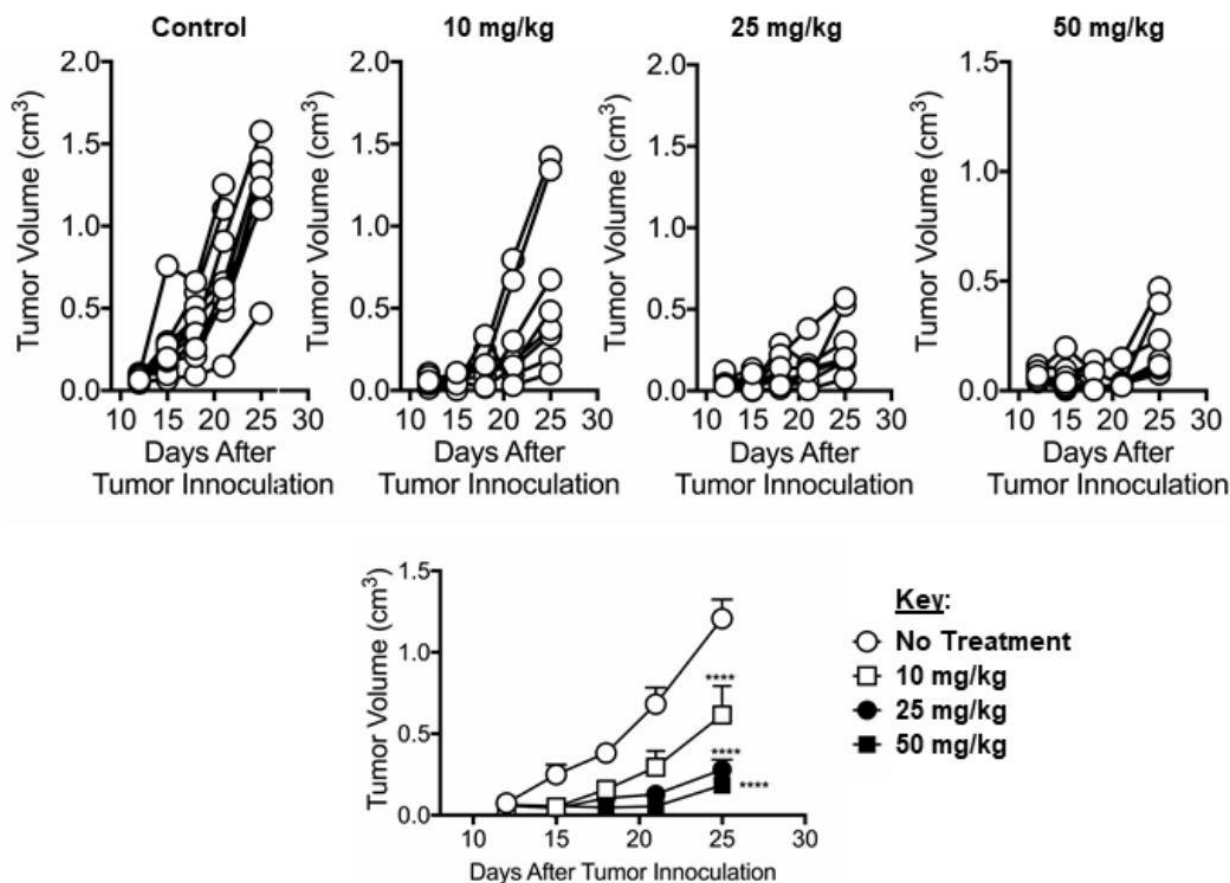 Control
10 mg/kg
25 mg/kg
50 mg/kg
Tumor Volume (cm³)
2.0
1.5
1.0
0.5
0.0
10 15 20 25 30
Days After
Tumor Innoculation
Tumor Volume (cm³)
2.0
1.5
1.0
0.5
0.0
10 15 20 25 30
Days After
Tumor Innoculation
Tumor Volume (cm³)
2.0
1.5
1.0
0.5
0.0
10 15 20 25 30
Days After
Tumor Innoculation
Tumor Volume (cm³)
1.5
1.0
0.5
0.0
10 15 20 25 30
Days After
Tumor Innoculation
Tumor Volume (cm³)
1.5
1.0
0.5
0.0
****
****
****
10 15 20 25 30
Days After Tumor Innoculation
Key:
No Treatment
10 mg/kg
25 mg/kg
50 mg/kg